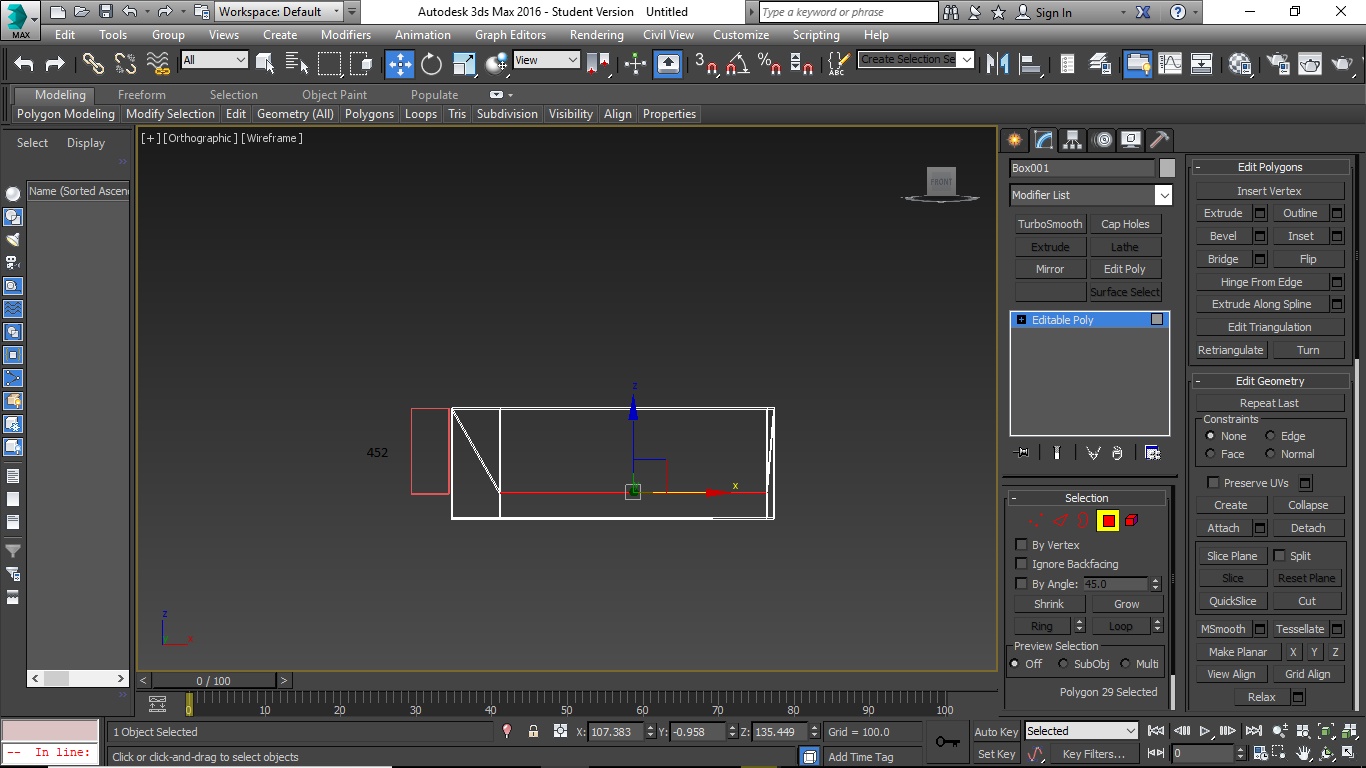 Workspace: Default
Autodesk 3ds Max 2016 - Student Version Untitled
Type a keyword or phrase
Sign In
MAX
Edit Tools Group Views Create Modifiers Animation Graph Editors Rendering Civil View Customize Scripting Help
All
View
3
ABC
Create Selection Se
Modeling Freeform Selection Object Paint Populate
Polygon Modeling Modify Selection Edit Geometry (All) Polygons Loops Tris Subdivision Visibility Align Properties
Select Display
Name (Sorted Ascen
[+] [Orthographic] [Wireframe]
FRONT
452
z
x
z
x
Box001
Modifier List
TurboSmooth Cap Holes
Extrude Lathe
Mirror Edit Poly
Surface Select
Editable Poly
Selection
By Vertex
Ignore Backfacing
By Angle: 45.0
Shrink Grow
Ring Loop
Preview Selection
Off SubObj Multi
Polygon 29 Selected
Edit Polygons
Insert Vertex
Extrude Outline
Bevel Inset
Bridge Flip
Hinge From Edge
Extrude Along Spline
Edit Triangulation
Retriangulate Turn
Edit Geometry
Repeat Last
Constraints
None Edge
Face Normal
Preserve UVs
Create Collapse
Attach Detach
Slice Plane Split
Slice Reset Plane
QuickSlice Cut
MSmooth Tessellate
Make Planar X Y Z
View Align Grid Align
Relax
0 / 100
0 10 20 30 40 50 60 70 80 90 100
-- In line:
1 Object Selected
X: 107.383 Y: -0.958 Z: 135.449 Grid = 100.0
Click or click-and-drag to select objects
Add Time Tag
Auto Key Selected
Set Key Key Filters...
0